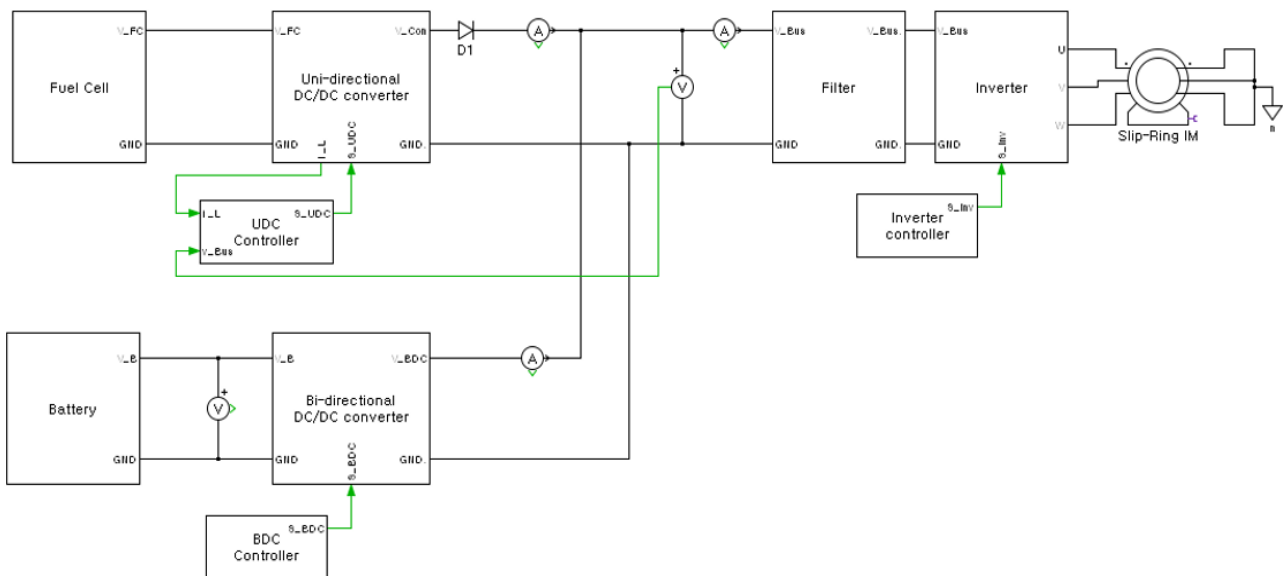 V_FC
V_FC
V_Con
D1
A
A
V_Bus
V_Bus.
V_Bus
Fuel Cell
Uni-directional
DC/DC converter
+
V
Filter
Inverter
U
V
W
n
Slip-Ring IM
GND
GND
I_L
S_UDC
GND.
GND
GND.
GND
S_Inv
I_L
S_UDC
UDC
Controller
V_Bus
S_Inv
Inverter
controller
V_B
V_B
V_BDC
A
+
V
Battery
Bi-directional
DC/DC converter
GND
GND
S_BDC
GND.
S_BDC
BDC
Controller